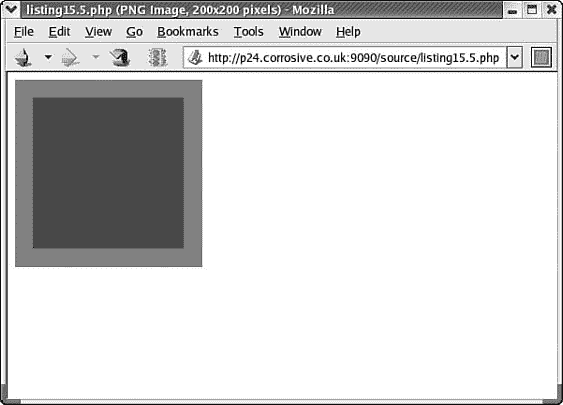 listing15.5.php (PNG Image, 200x200 pixels) - Mozilla
File Edit View Go Bookmarks Tools Window Help
http://p24.corrosive.co.uk:9090/source/listing15.5.php